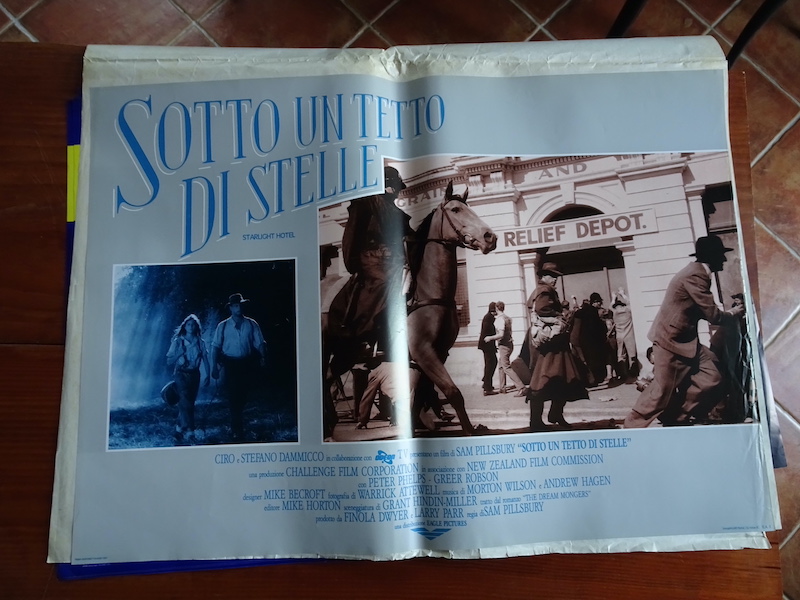 SOTTO UN TETTO
DI STELLE
STARLIGHT HOTEL
GRAIN AND
RELIEF DEPOT.
CIRO e STEFANO DAMMICCO in collaborazione con TV presentano un film di SAM PILLSBURY "SOTTO UN TETTO DI STELLE"
una produzione CHALLENGE FILM CORPORATION in associazione con NEW ZEALAND FILM COMMISSION
con PETER PHELPS - GREER ROBSON
designer MIKE BECROFT fotografia di WARRICK ATTEWELL musica di MORTON WILSON e ANDREW HAGEN
editore MIKE HORTON sceneggiatura di GRANT HINDIN-MILLER tratto dal romanzo "THE DREAM MONGERS"
prodotto da FINOLA DWYER e LARRY PARR regia di SAM PILLSBURY
una distribuzione EAGLE PICTURES